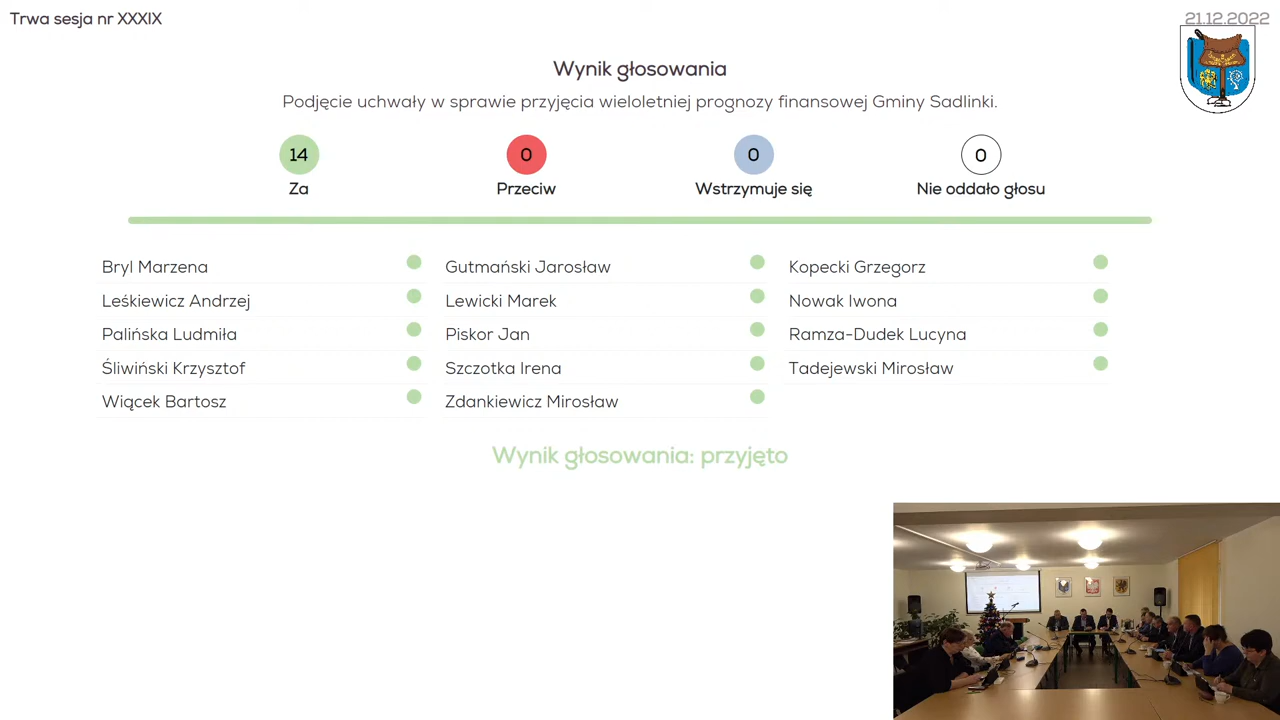 Trwa sesja nr XXXIX
21.12.2022
Wynik głosowania
Podjęcie uchwały w sprawie przyjęcia wieloletniej prognozy finansowej Gminy Sadlinki.
14
0
0
0
Za
Przeciw
Wstrzymuje się
Nie oddało głosu
Bryl Marzena
Gutmański Jarosław
Kopecki Grzegorz
Leśkiewicz Andrzej
Lewicki Marek
Nowak Iwona
Palińska Ludmiła
Piskor Jan
Ramza-Dudek Lucyna
Śliwiński Krzysztof
Szczotka Irena
Tadejewski Mirosław
Wiącek Bartosz
Zdankiewicz Mirosław
Wynik głosowania: przyjęto